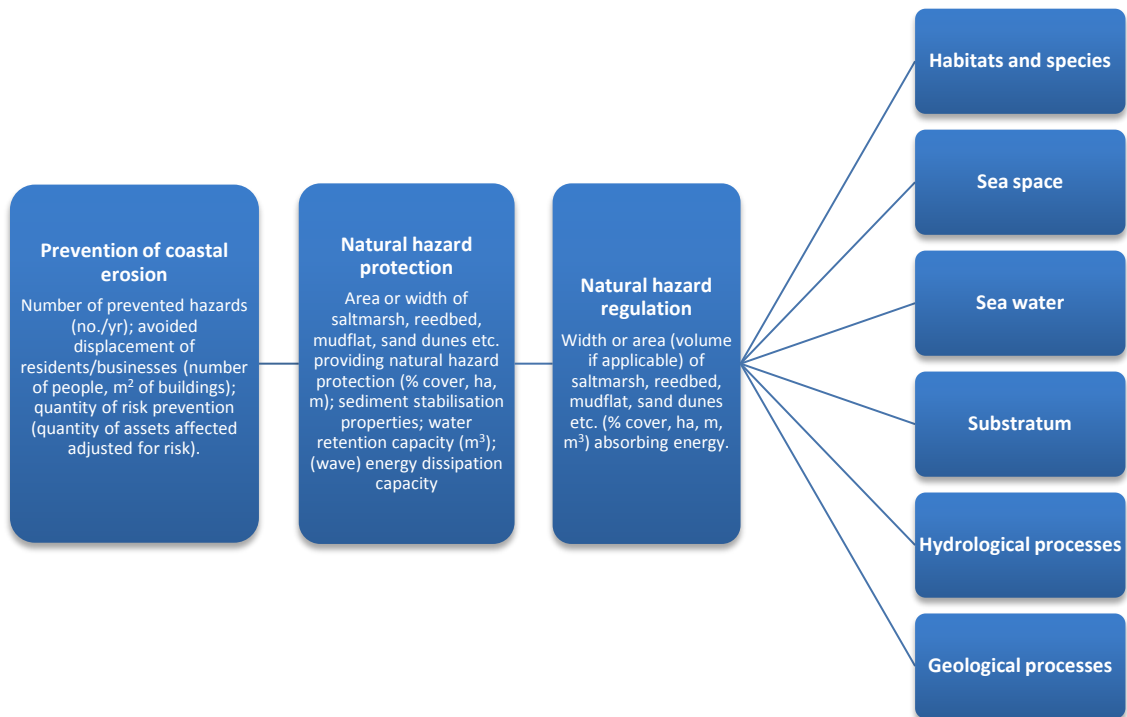 Prevention of coastal
erosion
Number of prevented hazards
(no./yr); avoided
displacement of
residents/businesses (number
of people, m² of buildings);
quantity of risk prevention
(quantity of assets affected
adjusted for risk).
Natural hazard
protection
Area or width of
saltmarsh, reedbed,
mudflat, sand dunes etc.
providing natural hazard
protection (% cover, ha,
m); sediment stabilisation
properties; water
retention capacity (m³);
(wave) energy dissipation
capacity
Natural hazard
regulation
Width or area (volume
if applicable) of
saltmarsh, reedbed,
mudflat, sand dunes
etc. (% cover, ha, m,
m³) absorbing energy.
Habitats and species
Sea space
Sea water
Substratum
Hydrological processes
Geological processes